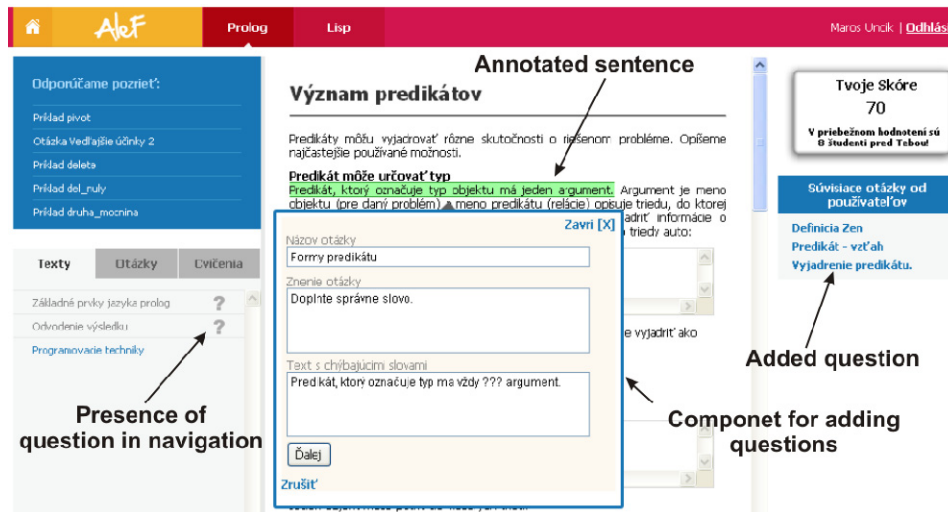 AleF
Prolog
Lisp
Maros Uncik | Odhlási
Odporúčame pozrieť:
Príklad pivot
Otázka Vedľajšie účinky 2
Príklad delete
Príklad del_nuly
Príklad druha_mocnina
Texty
Otázky
Cvičenia
Základné prvky jazyka prolog ?
Odvodenie výsledku ?
Programovacie techniky
Presence of
question in navigation
Annotated sentence
Význam predikátov
Predikáty môžu vyjadrovať rôzne skutočnosti o riešenom probléme. Opíšeme
najčastejšie používané možnosti.
Predikát môže určovať typ
Predikát, ktorý označuje typ objektu má jeden argument. Argument je meno
objektu (pre daný problém) a meno predikátu (relácie) opisuje triedu, do ktorej
adriť informácie o
triedy auto:
Zavri [X]
Názov otázky
Formy predikátu
Znenie otázky
Doplnte správne slovo.
e vyjadriť ako
Text s chýbajúcimi slovami
Predikát, ktorý označuje typ ma vždy ??? argument.
Ďalej
Zrušiť
Componet for adding
questions
Tvoje Skóre
70
V priebežnom hodnotení sú
8 študenti pred Tebou!
Súvisiace otázky od
používateľov
Definicia Zen
Predikát - vzťah
Vyjadrenie predikátu.
Added question